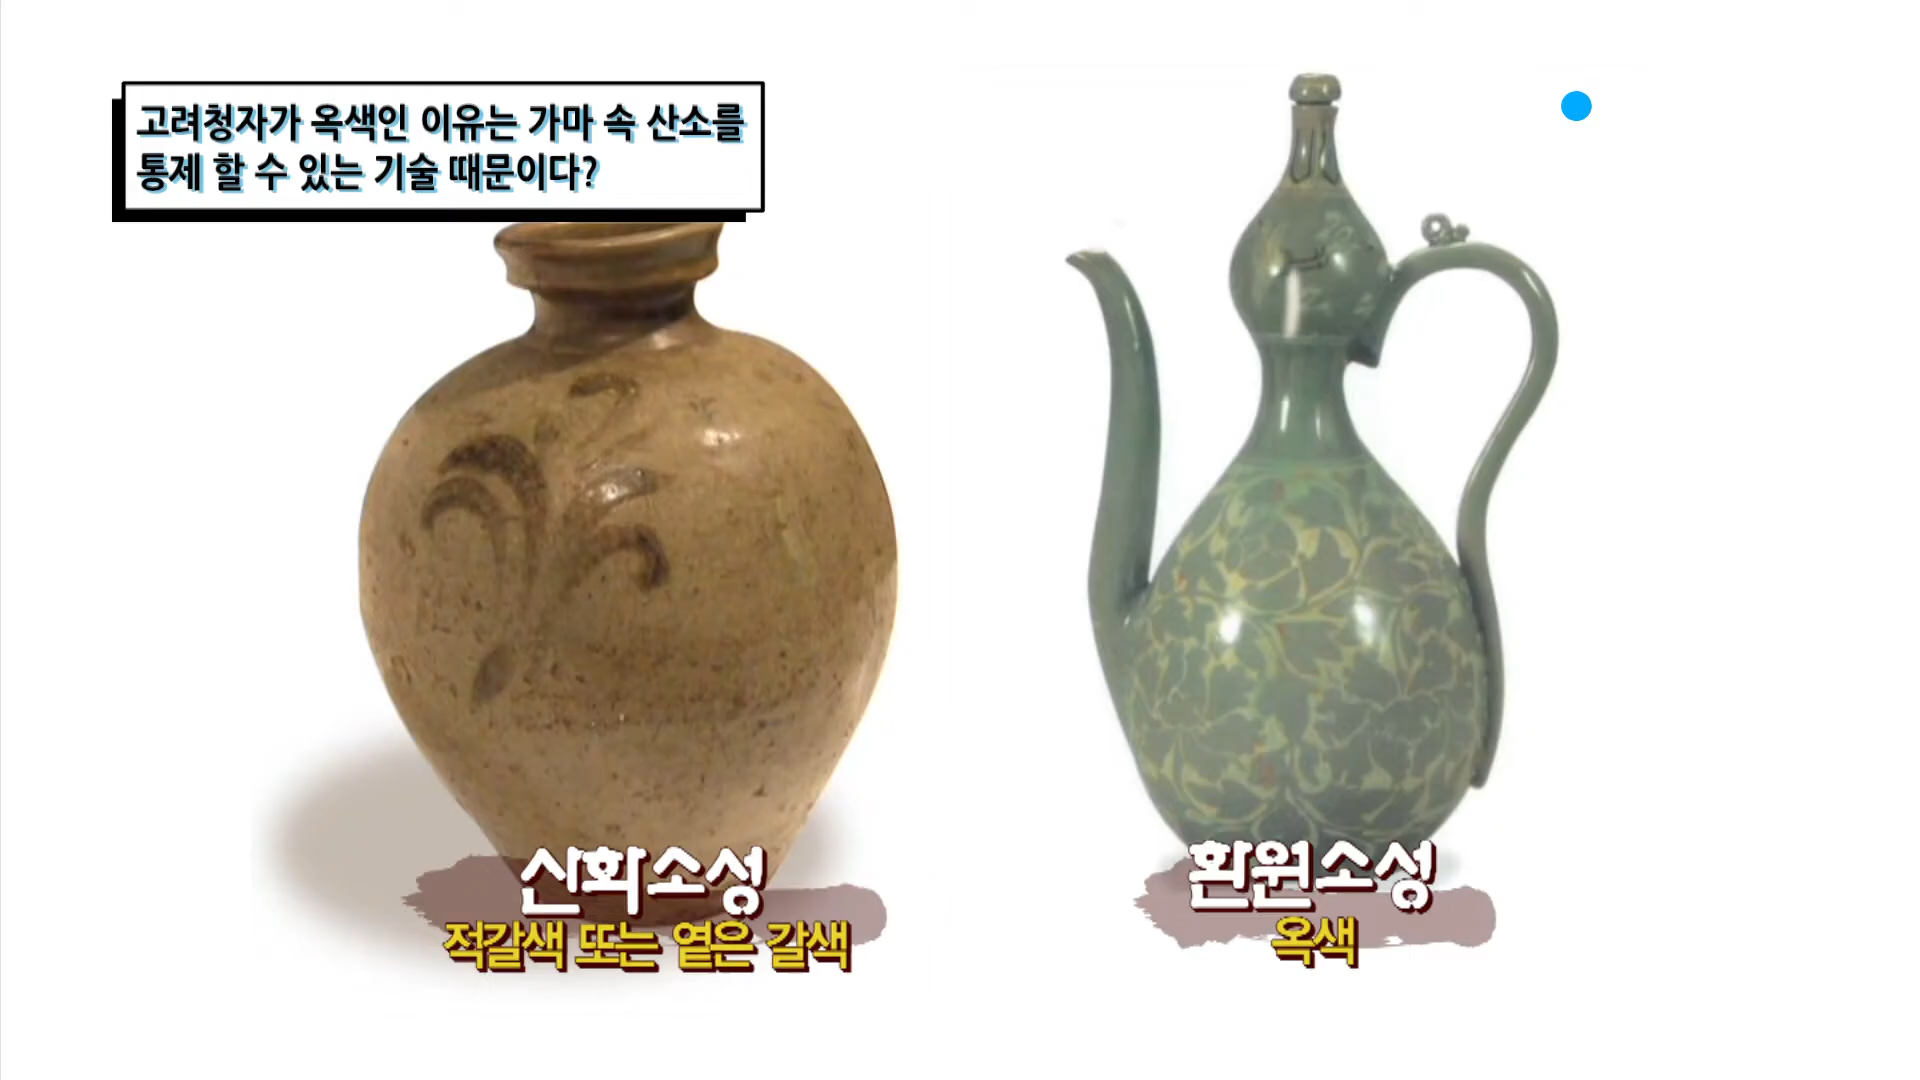 고려청자가 옥색인 이유는 가마 속 산소를
통제 할 수 있는 기술 때문이다?
산화소성
적갈색 또는 옅은 갈색
환원소성
옥색